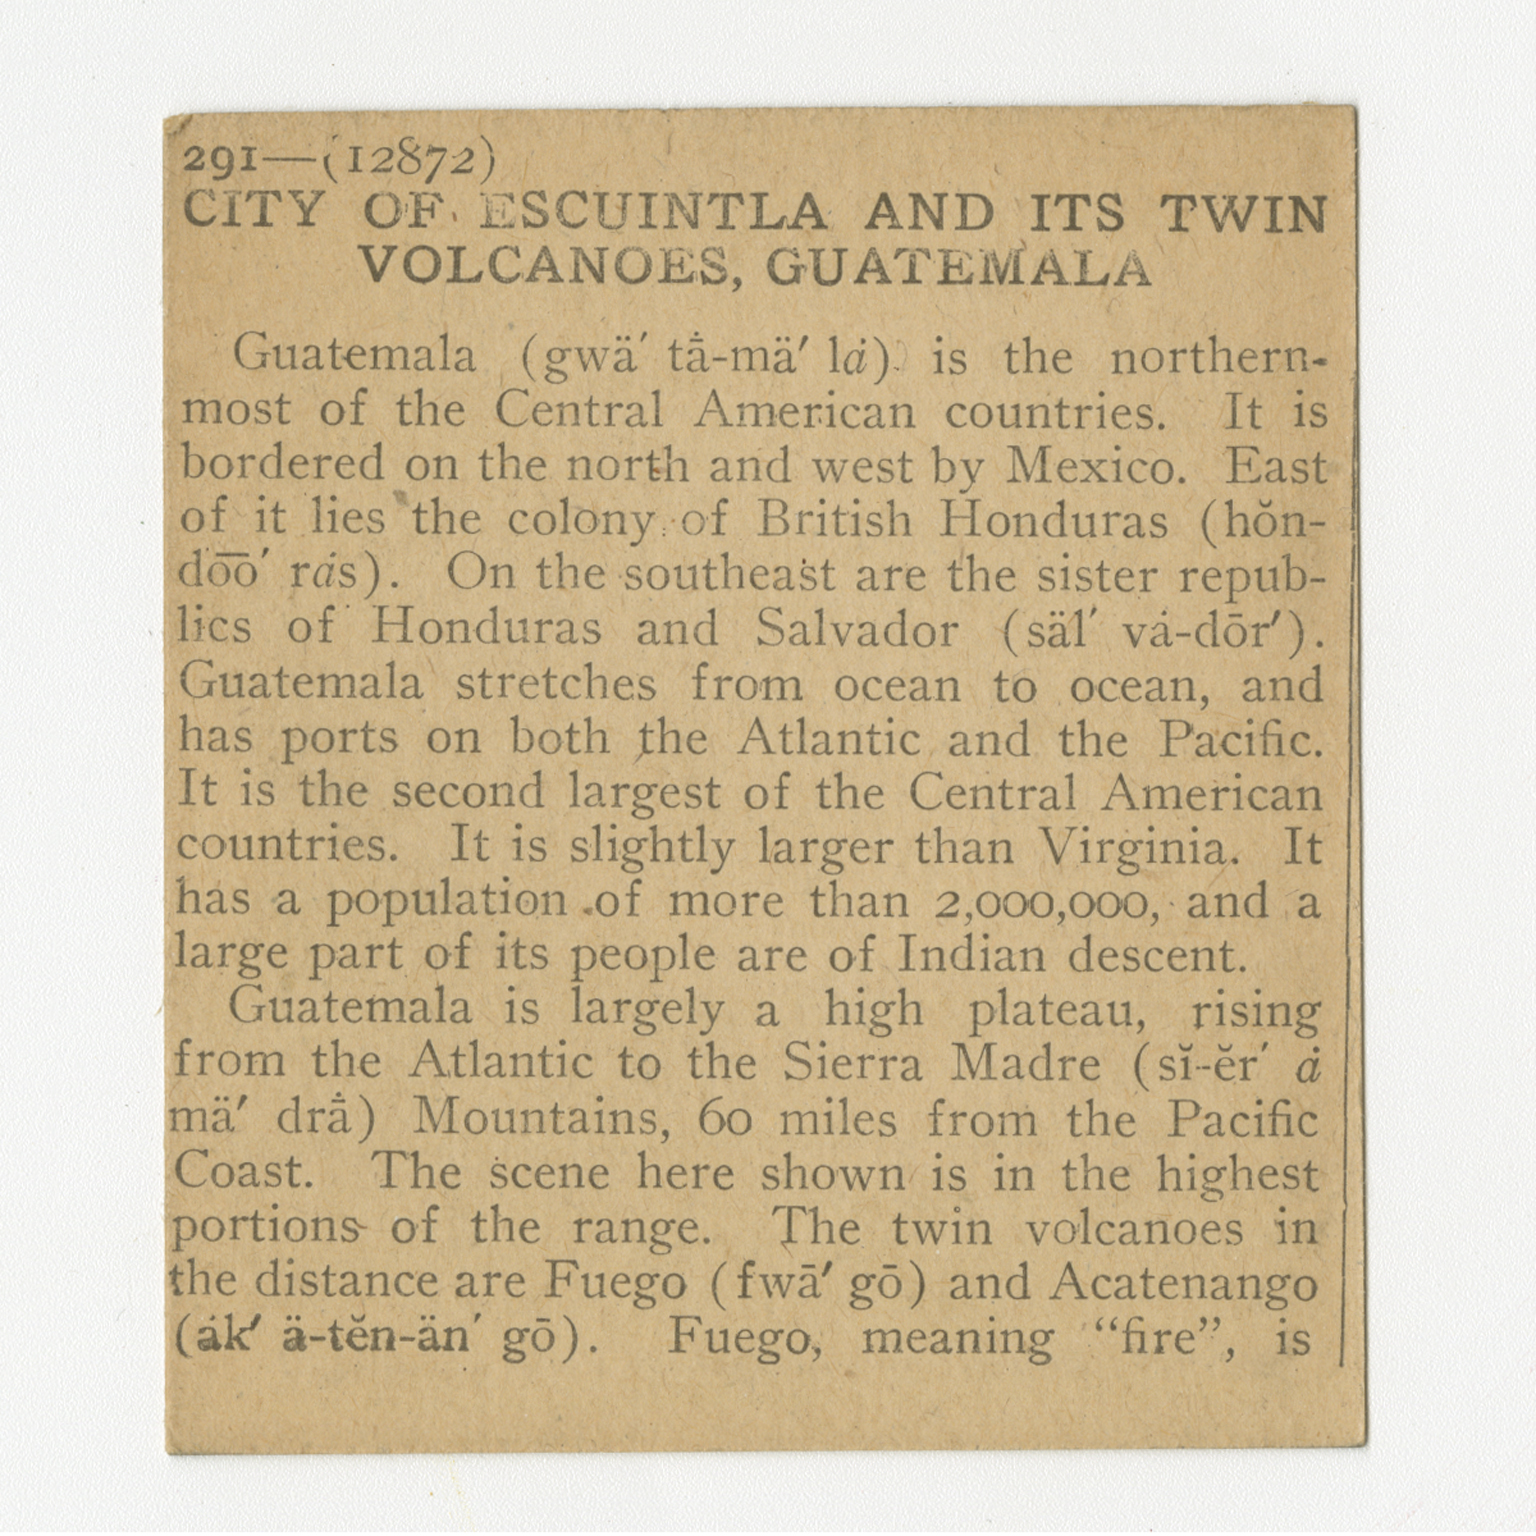 291—(12872)
CITY OF ESCUINTLA AND ITS TWIN
VOLCANOES, GUATEMALA
Guatemala (gwä′ tå̇-mä′ lȧ) is the northern-
most of the Central American countries. It is
bordered on the north and west by Mexico. East
of it lies the colony of British Honduras (hŏn-
do͞o′ rȧs). On the southeast are the sister repub-
lics of Honduras and Salvador (säl′ vȧ-dōr′).
Guatemala stretches from ocean to ocean, and
has ports on both the Atlantic and the Pacific.
It is the second largest of the Central American
countries. It is slightly larger than Virginia. It
has a population of more than 2,000,000, and a
large part of its people are of Indian descent.
Guatemala is largely a high plateau, rising
from the Atlantic to the Sierra Madre (sĭ-ĕr′ ȧ
mä′ drå̇) Mountains, 60 miles from the Pacific
Coast. The scene here shown is in the highest
portions of the range. The twin volcanoes in
the distance are Fuego (fwā′ gō) and Acatenango
(ȧk′ ä-tĕn-än′ gō). Fuego, meaning “fire”, is